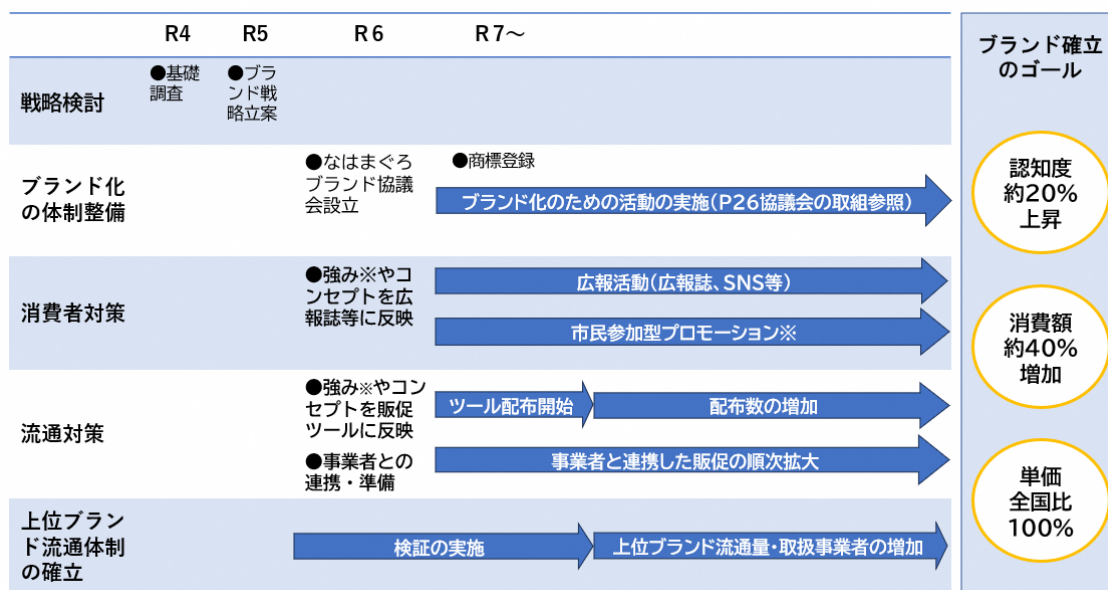 R4 R5 R6 R7～
戦略検討
●基礎
調査
●ブラ
ンド戦
略立案
ブランド化
の体制整備
●なはまぐろ
ブランド協議
会設立
●商標登録
ブランド化のための活動の実施(P26協議会の取組参照)
消費者対策
●強み※やコ
ンセプトを広
報誌等に反映
広報活動(広報誌、SNS等)
市民参加型プロモーション※
流通対策
●強み※やコン
セプトを販促
ツールに反映
●事業者との
連携・準備
ツール配布開始
配布数の増加
事業者と連携した販促の順次拡大
上位ブラン
ド流通体制
の確立
検証の実施
上位ブランド流通量・取扱事業者の増加
ブランド確立
のゴール
認知度
約20%
上昇
消費額
約40%
増加
単価
全国比
100%